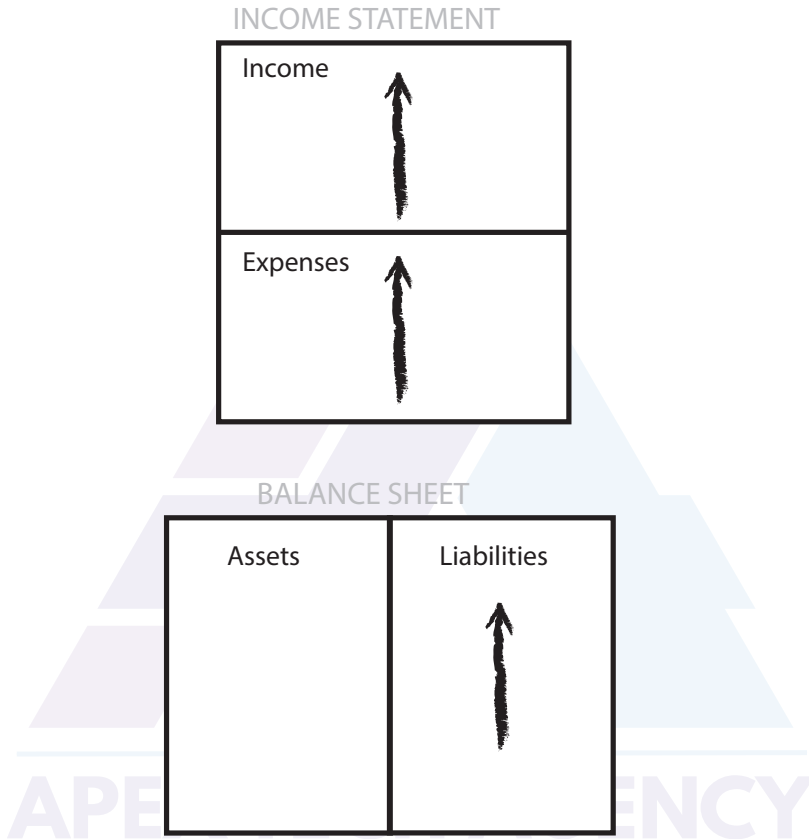 INCOME STATEMENT
Income
Expenses
BALANCE SHEET
Assets
Liabilities